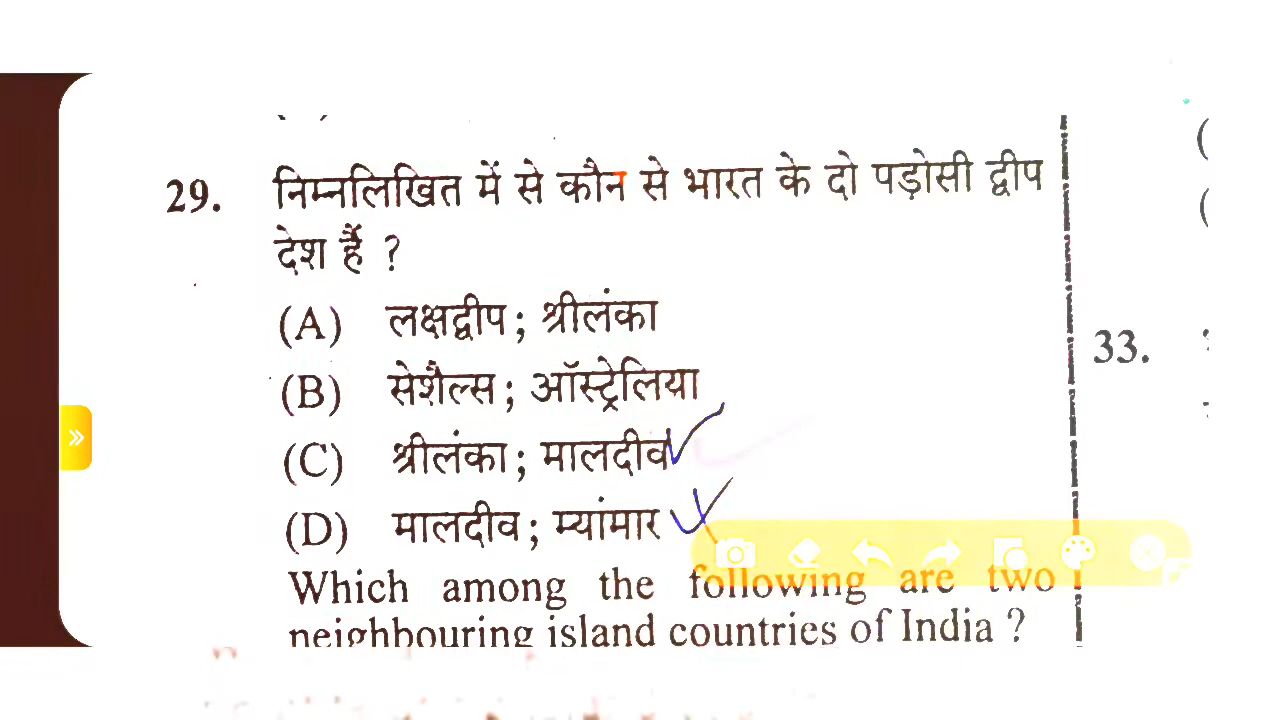 29. निम्नलिखित में से कौन से भारत के दो पड़ोसी द्वीप
देश हैं ?
(A) लक्षद्वीप ; श्रीलंका
(B) सेशैल्स ; ऑस्ट्रेलिया
(C) श्रीलंका ; मालदीव
(D) मालदीव ; म्यांमार
Which among the following are two
neighbouring island countries of India ?
33.